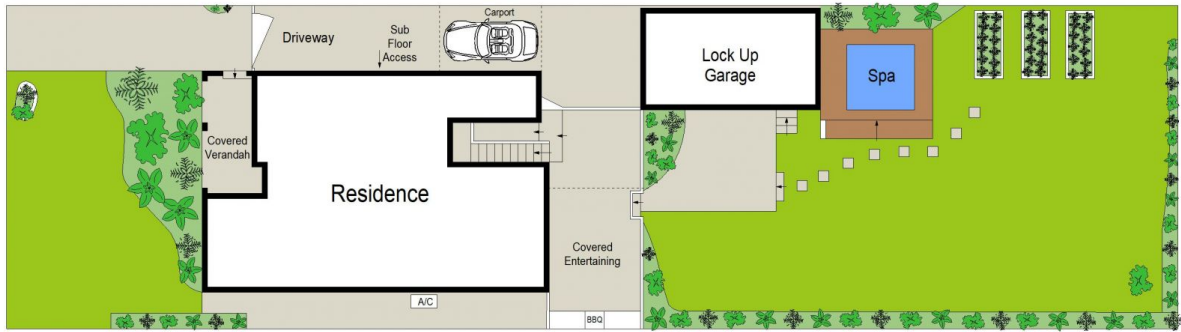 Carport
Driveway
Sub
Floor
Access
Lock Up
Garage
Spa
Covered
Verandah
Residence
Covered
Entertaining
A/C
BBQ